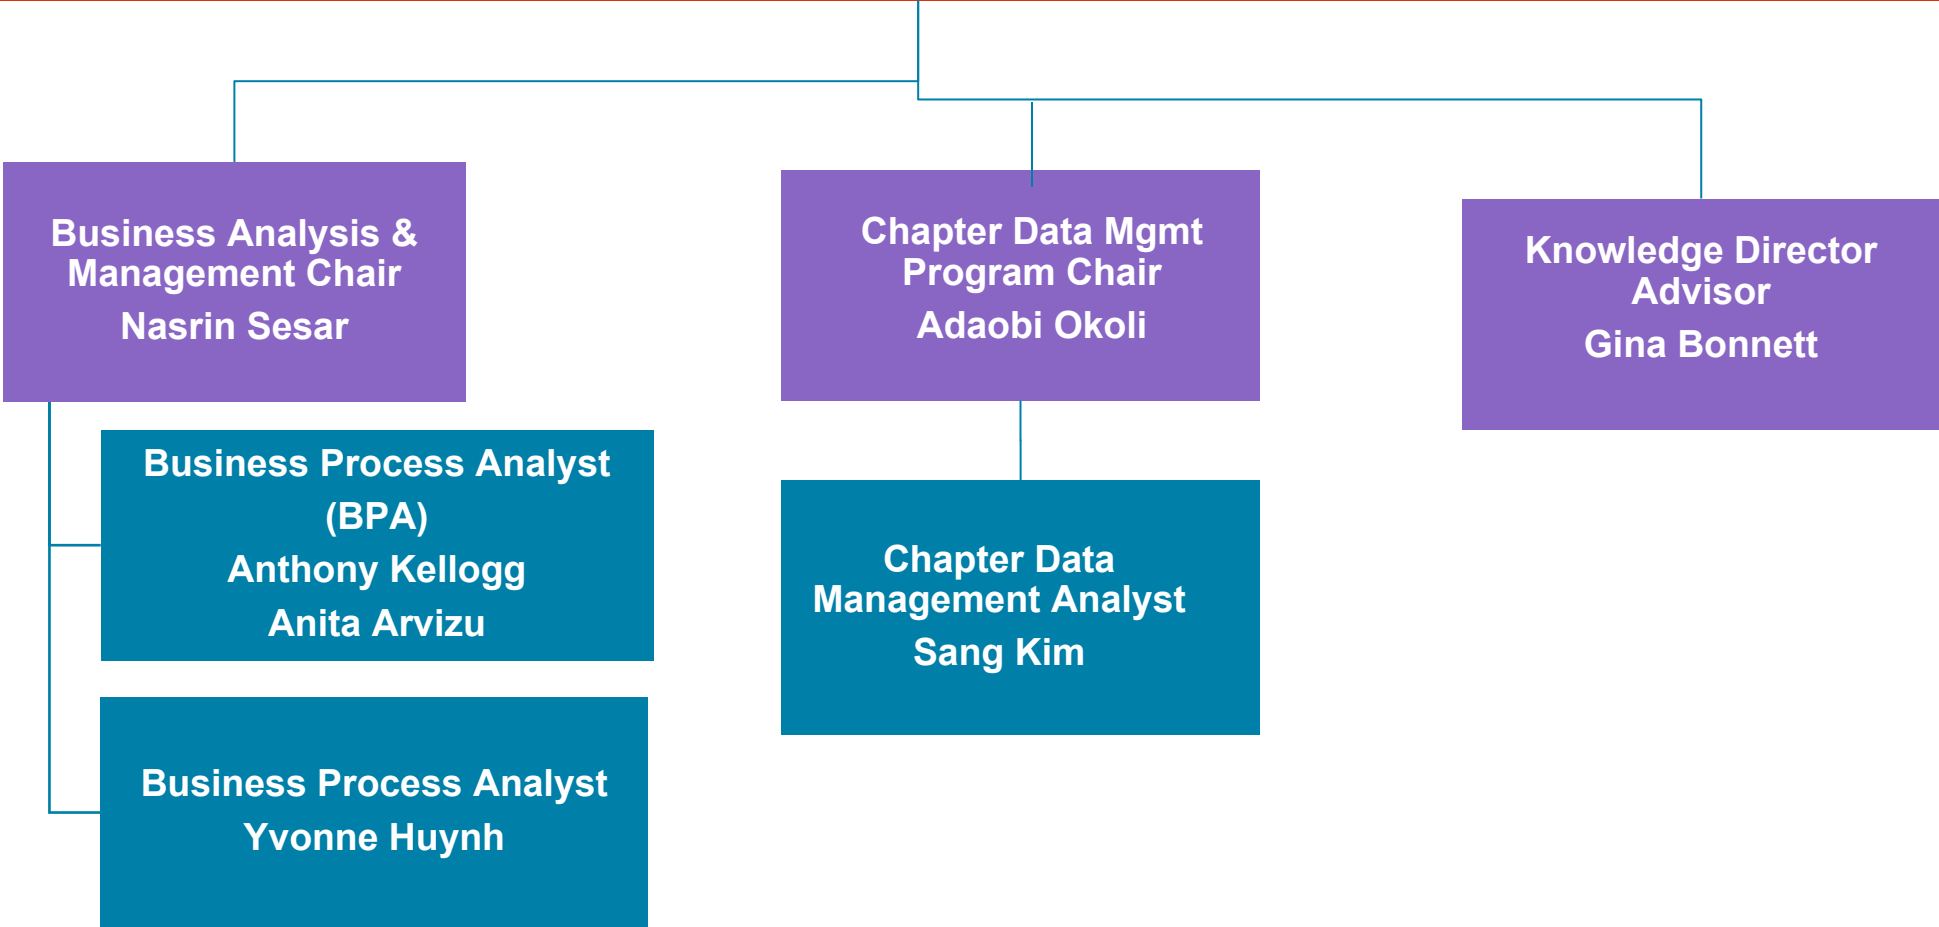 Business Analysis &
Management Chair
Nasrin Sesar
Chapter Data Mgmt
Program Chair
Adaobi Okoli
Knowledge Director
Advisor
Gina Bonnett
Business Process Analyst
(BPA)
Anthony Kellogg
Anita Arvizu
Chapter Data
Management Analyst
Sang Kim
Business Process Analyst
Yvonne Huynh